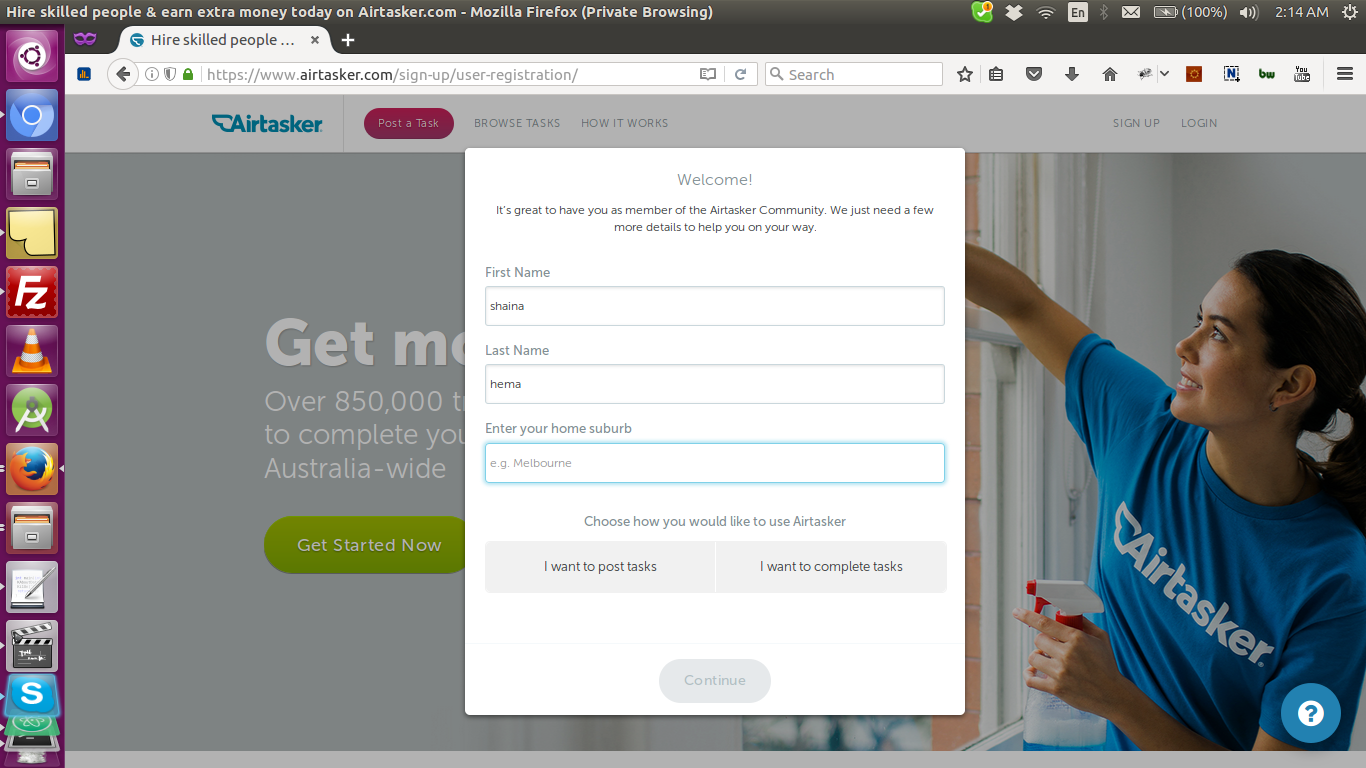 Hire skilled people & earn extra money today on Airtasker.com - Mozilla Firefox (Private Browsing)
1
En
(100%)
2:14 AM
Hire skilled people ...
https://www.airtasker.com/sign-up/user-registration/
Search
N
bw
You
Tube
Airtasker
Post a Task
BROWSE TASKS
HOW IT WORKS
SIGN UP
LOGIN
Welcome!
It's great to have you as member of the Airtasker Community. We just need a few
more details to help you on your way.
First Name
shaina
Last Name
hema
Enter your home suburb
e.g. Melbourne
Choose how you would like to use Airtasker
I want to post tasks
I want to complete tasks
Continue
Get mo
Over 850,000 tr
to complete you
Australia-wide
Get Started Now
Airtasker
Fz
S
?